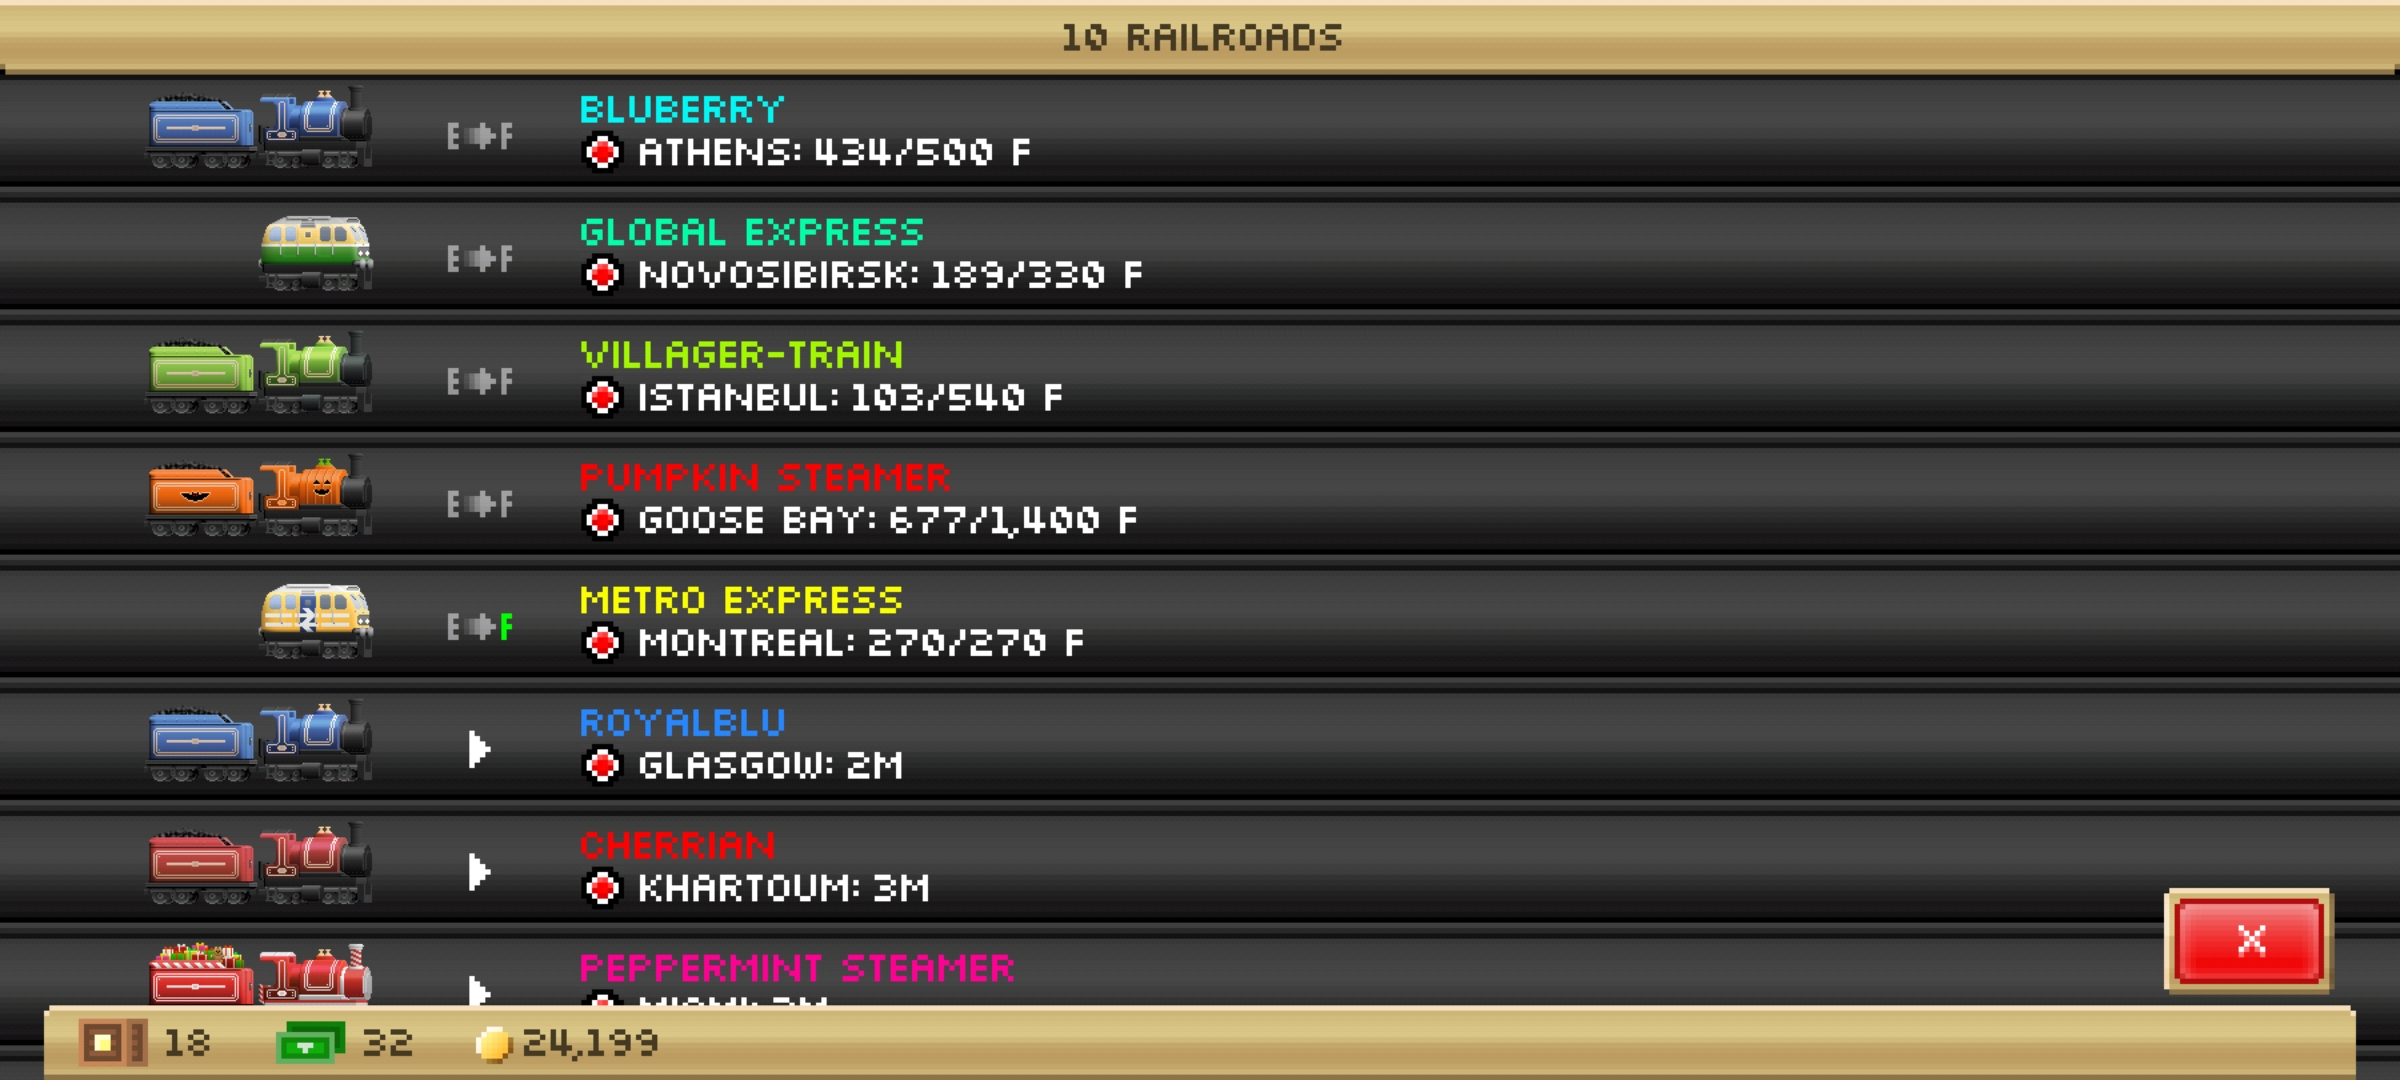 10 RAILROADS
BLUBERRY
E F ATHENS: 434/500 F
GLOBAL EXPRESS
E F NOVOSIBIRSK: 189/330 F
VILLAGER-TRAIN
E F ISTANBUL: 103/540 F
PUMPKIN STEAMER
E F GOOSE BAY: 677/1,400 F
METRO EXPRESS
E F MONTREAL: 270/270 F
ROYALBLU
GLASGOW: 2M
CHERRIAN
KHARTOUM: 3M
PEPPERMINT STEAMER
X
18 32 24,199